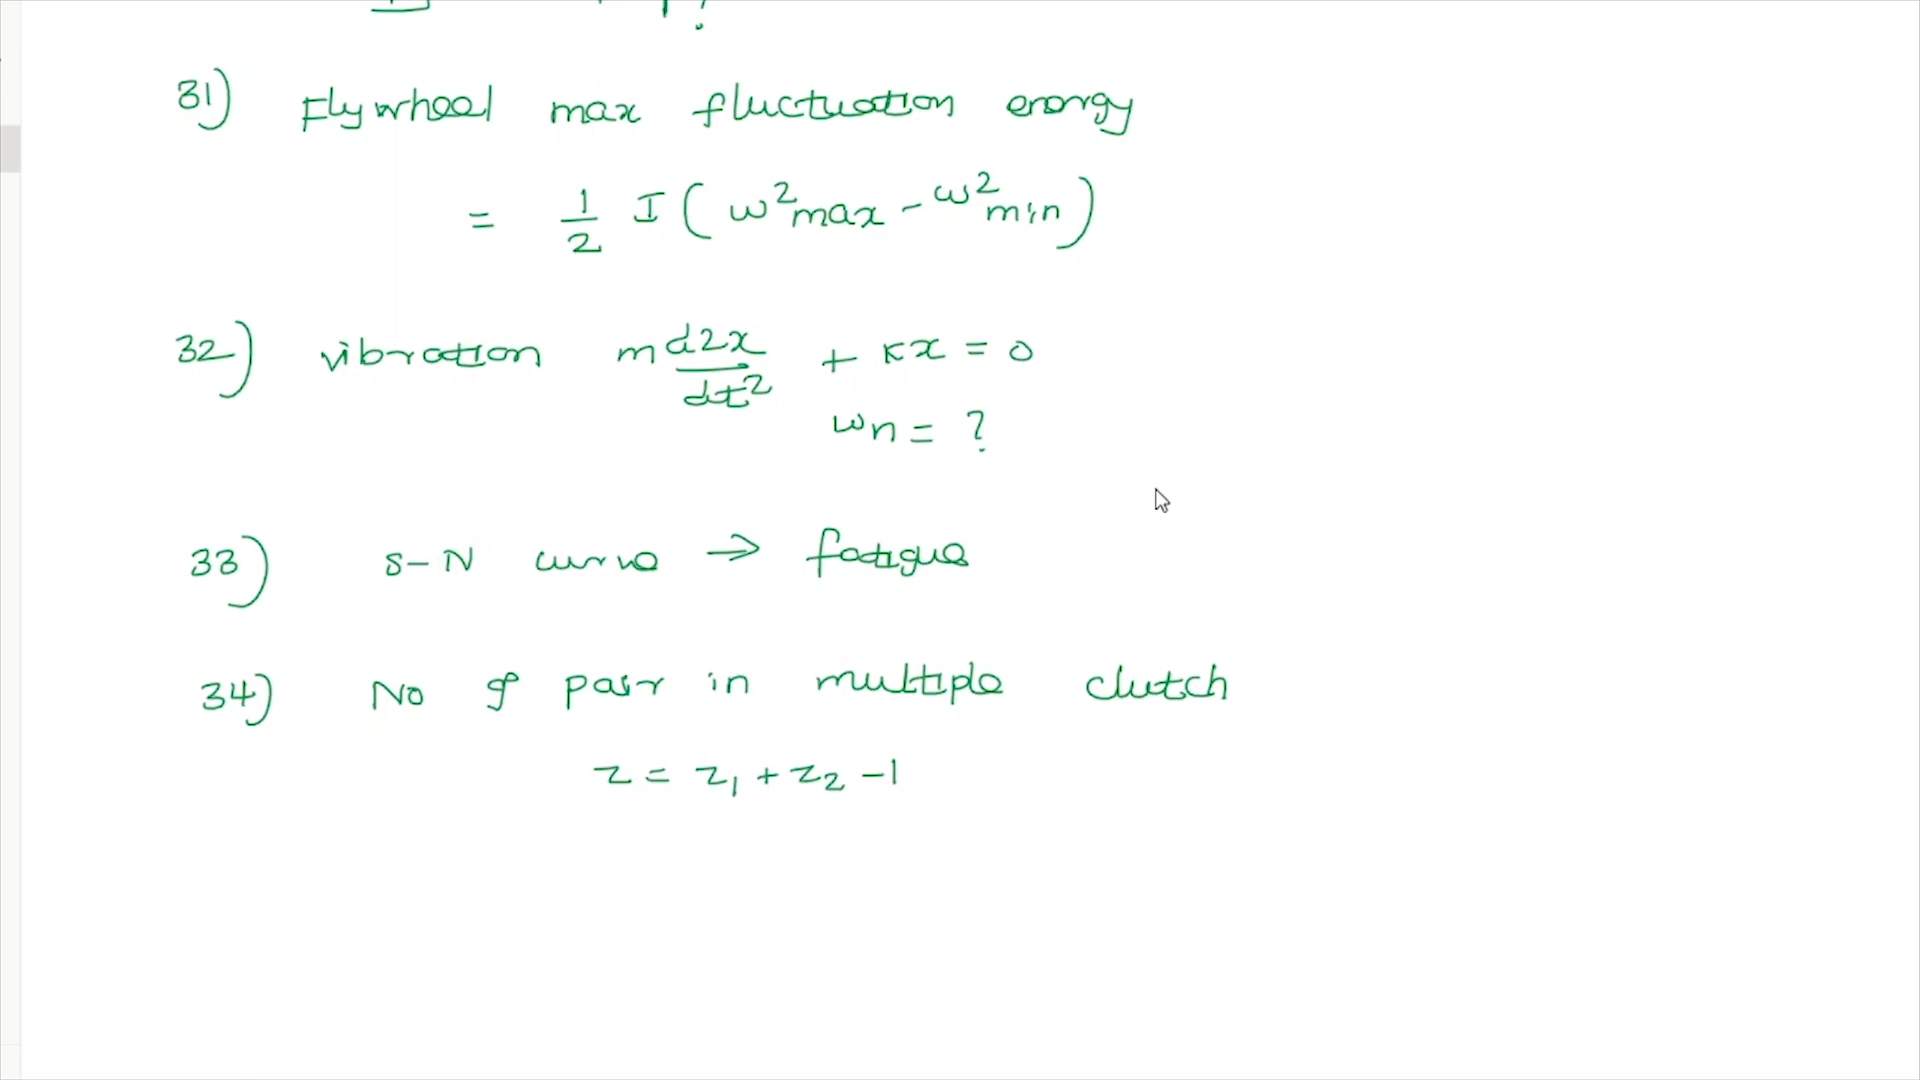 31) Flywheel max fluctuation energy
= 1/2 I ( ω²max - ω²min )
32) vibration m d2x/dt² + kx = 0
ωn = ?
33) S-N curve → fatigue
34) No of pair in multiple clutch
z = z₁ + z₂ -1